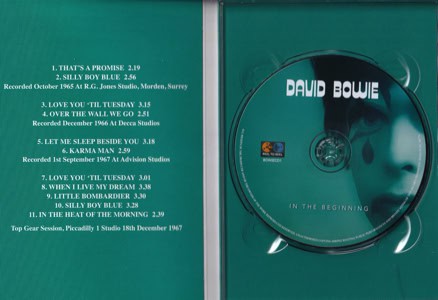 1. THAT'S A PROMISE 2.19
2. SILLY BOY BLUE 2.56
Recorded October 1965 At R.G. Jones Studio, Murden, Surrey
3. LOVE YOU 'TIL TUESDAY 3.15
4. OVER THE WALL WE GO 2.51
Recorded December 1966 At Decca Studios
5. LET ME SLEEP BESIDE YOU 3.18
6. KARMA MAN 2.59
Recorded 1st September 1967 At Advision Studios
7. LOVE YOU 'TIL TUESDAY 3.01
8. WHEN I LIVE MY DREAM 3.38
9. LITTLE BOMBARDIER 3.30
10. SILLY BOY BLUE 3.28
11. IN THE HEAT OF THE MORNING 2.39
Top Gear Session, Piccadilly 1 Studio 18th December 1967
DAVID BOWIE
IN THE BEGINNING